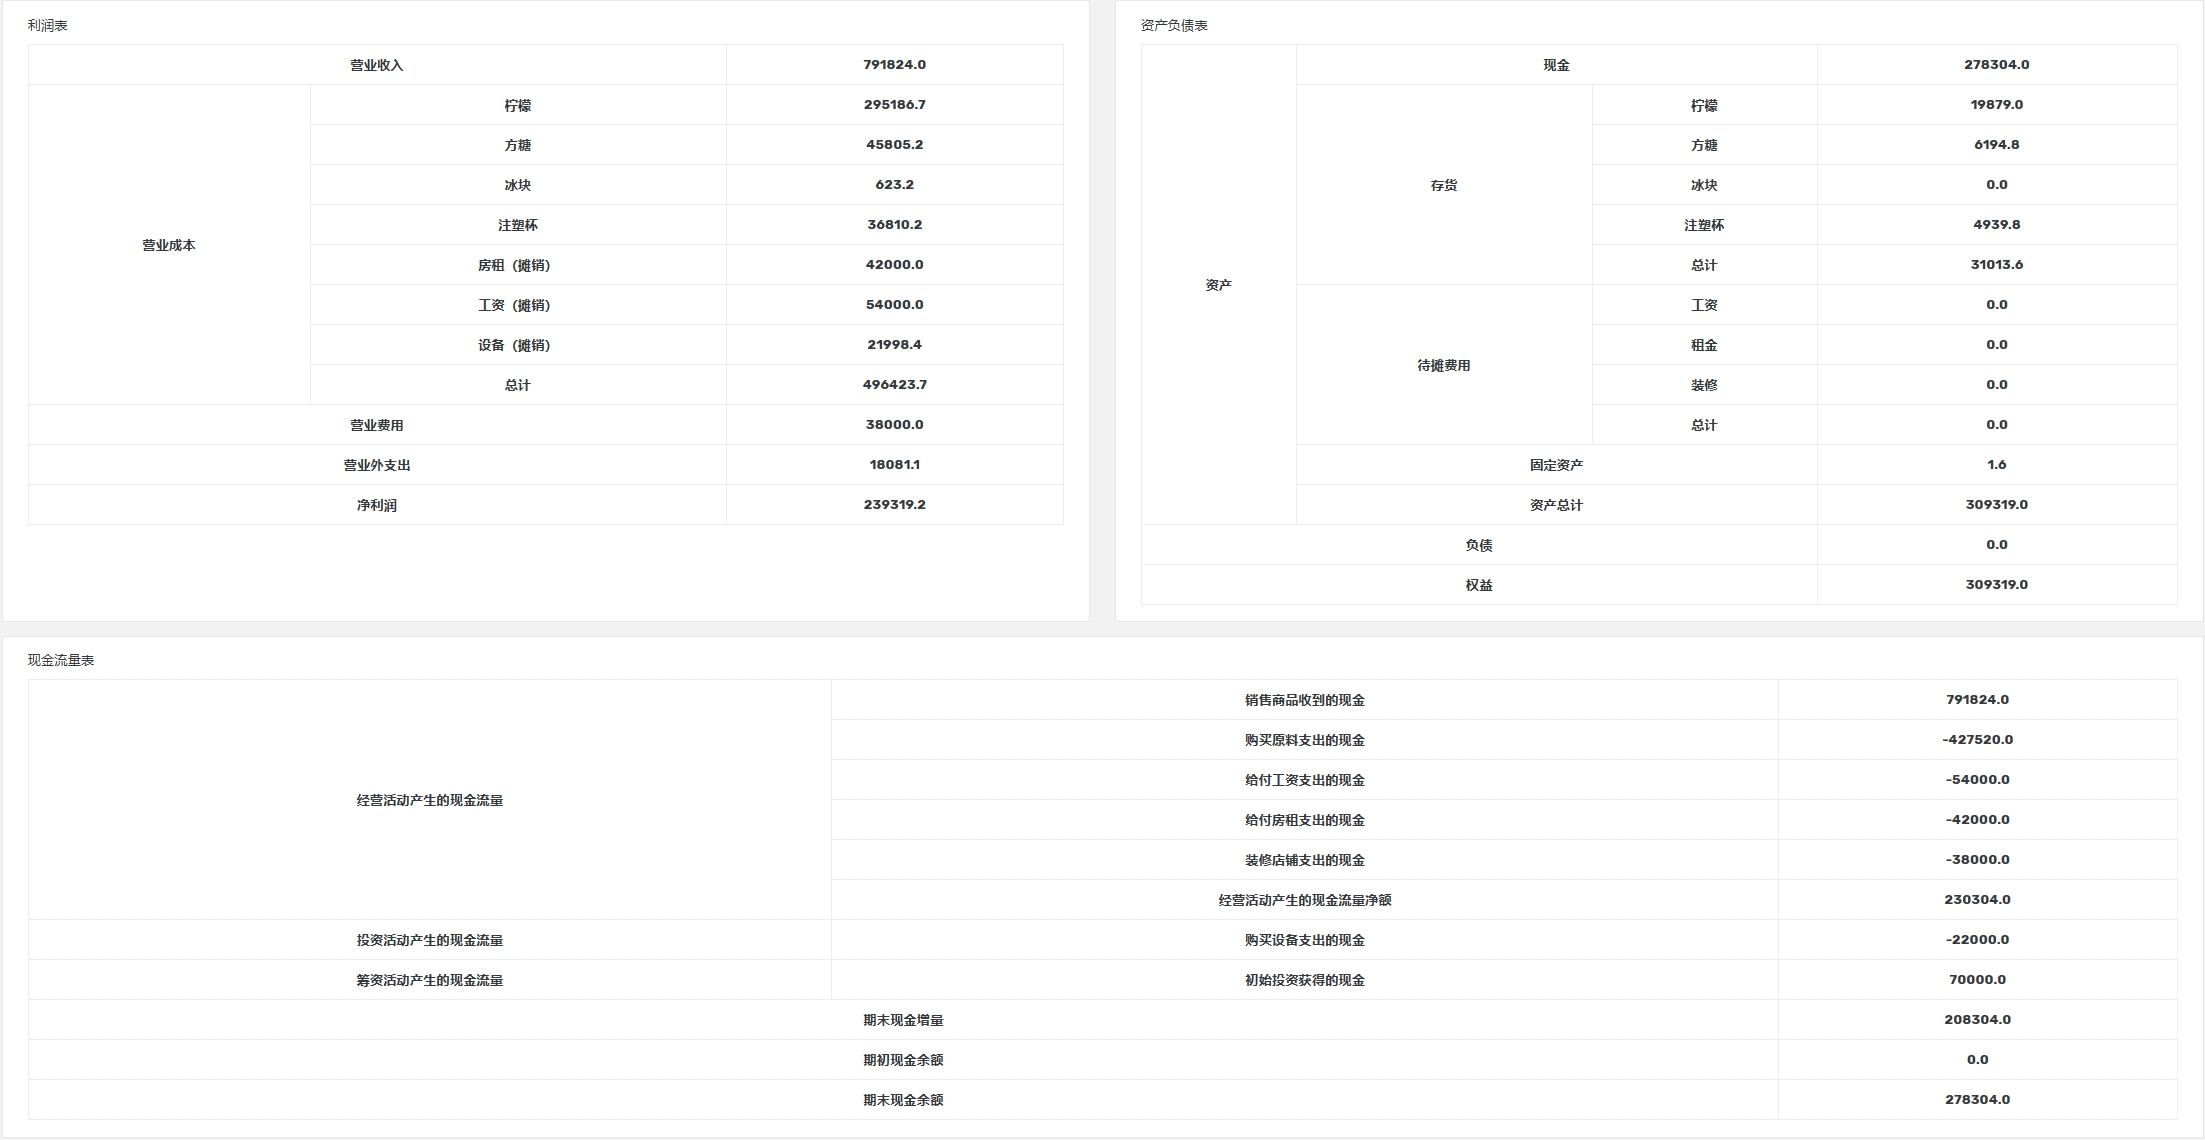 利润表
营业收入 791824.0
营业成本 柠檬 295186.7
方糖 45805.2
冰块 623.2
注塑杯 36810.2
房租（摊销） 42000.0
工资（摊销） 54000.0
设备（摊销） 21998.4
总计 496423.7
营业费用 38000.0
营业外支出 18081.1
净利润 239319.2
资产负债表
资产 现金 278304.0
存货 柠檬 19879.0
方糖 6194.8
冰块 0.0
注塑杯 4939.8
总计 31013.6
待摊费用 工资 0.0
租金 0.0
装修 0.0
总计 0.0
固定资产 1.6
资产总计 309319.0
负债 0.0
权益 309319.0
现金流量表
经营活动产生的现金流量 销售商品收到的现金 791824.0
购买原料支出的现金 -427520.0
给付工资支出的现金 -54000.0
给付房租支出的现金 -42000.0
装修店铺支出的现金 -38000.0
经营活动产生的现金流量净额 230304.0
投资活动产生的现金流量 购买设备支出的现金 -22000.0
筹资活动产生的现金流量 初始投资获得的现金 70000.0
期末现金增量 208304.0
期初现金余额 0.0
期末现金余额 278304.0